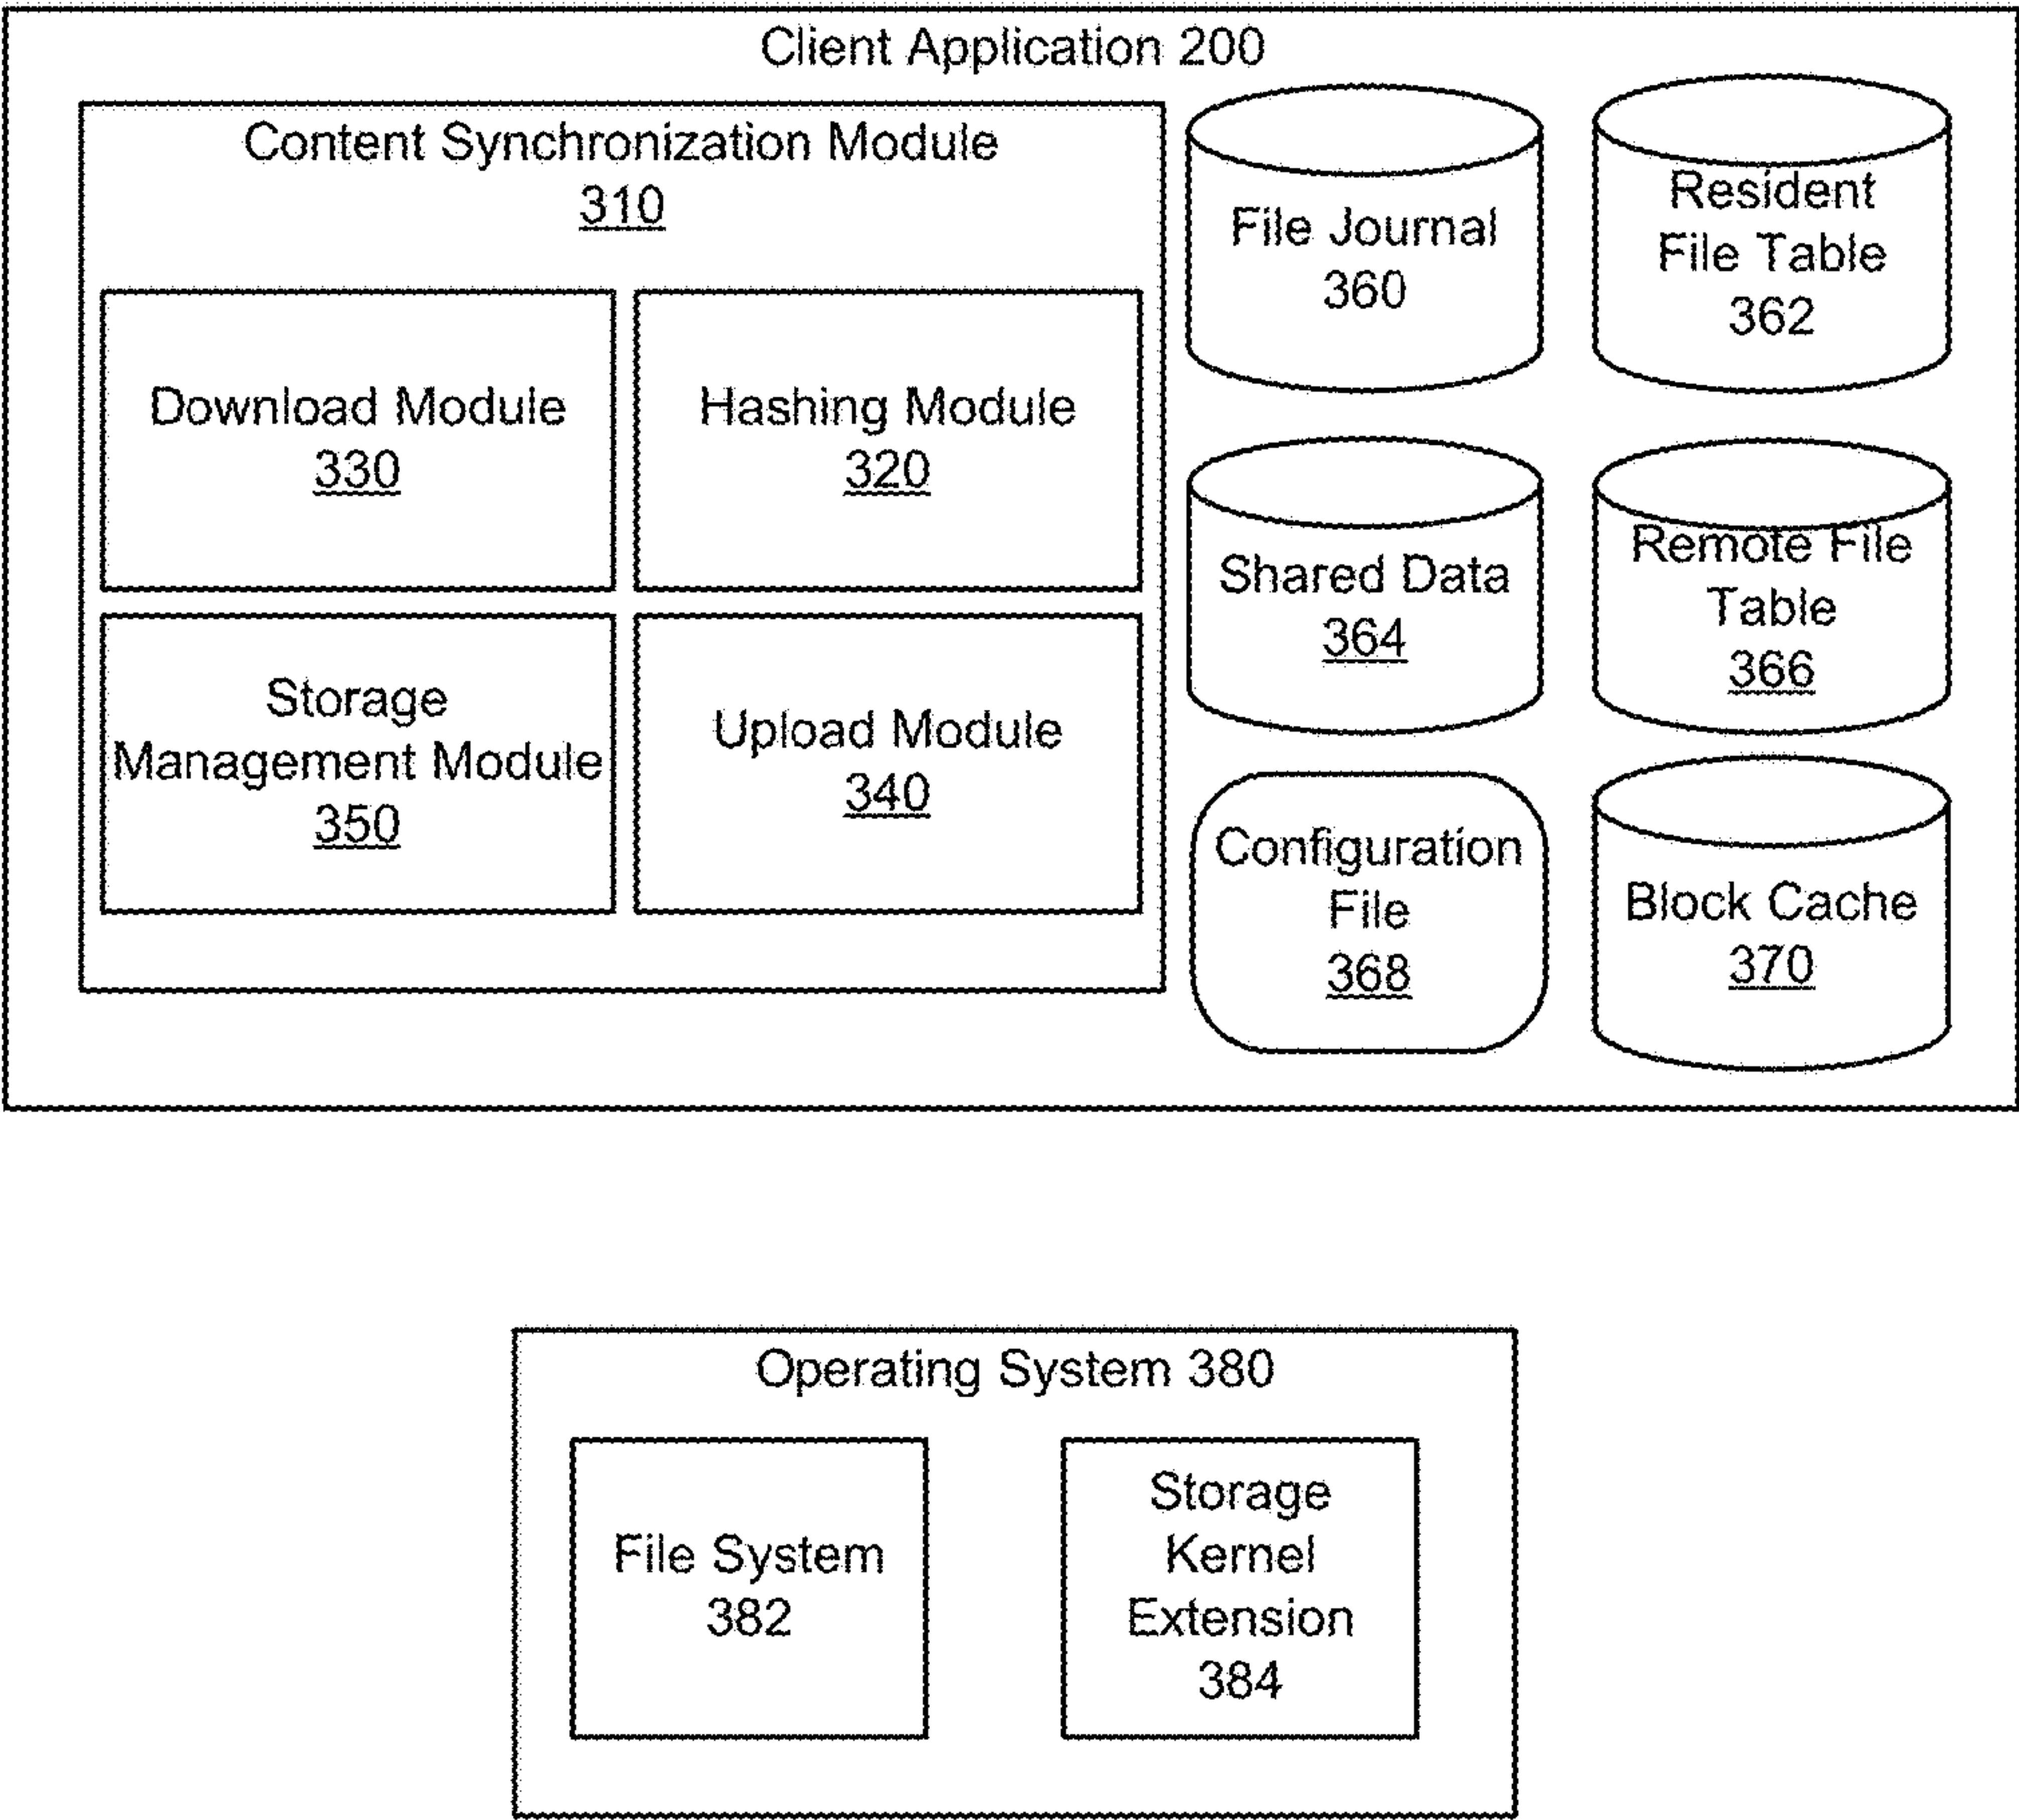 Client Application 200
Content Synchronization Module
310
Download Module
330
Hashing Module
320
Storage
Management Module
350
Upload Module
340
File Journal
360
Resident
File Table
362
Shared Data
364
Remote File
Table
366
Configuration
File
368
Block Cache
370
Operating System 380
File System
382
Storage
Kernel
Extension
384